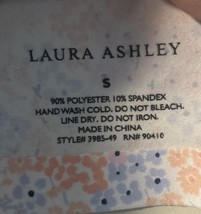 LAURA ASHLEY
S
90% POLYESTER 10% SPANDEX
HAND WASH COLD. DO NOT BLEACH.
LINE DRY. DO NOT IRON.
MADE IN CHINA
STYLE# 3985-49 RN# 90410